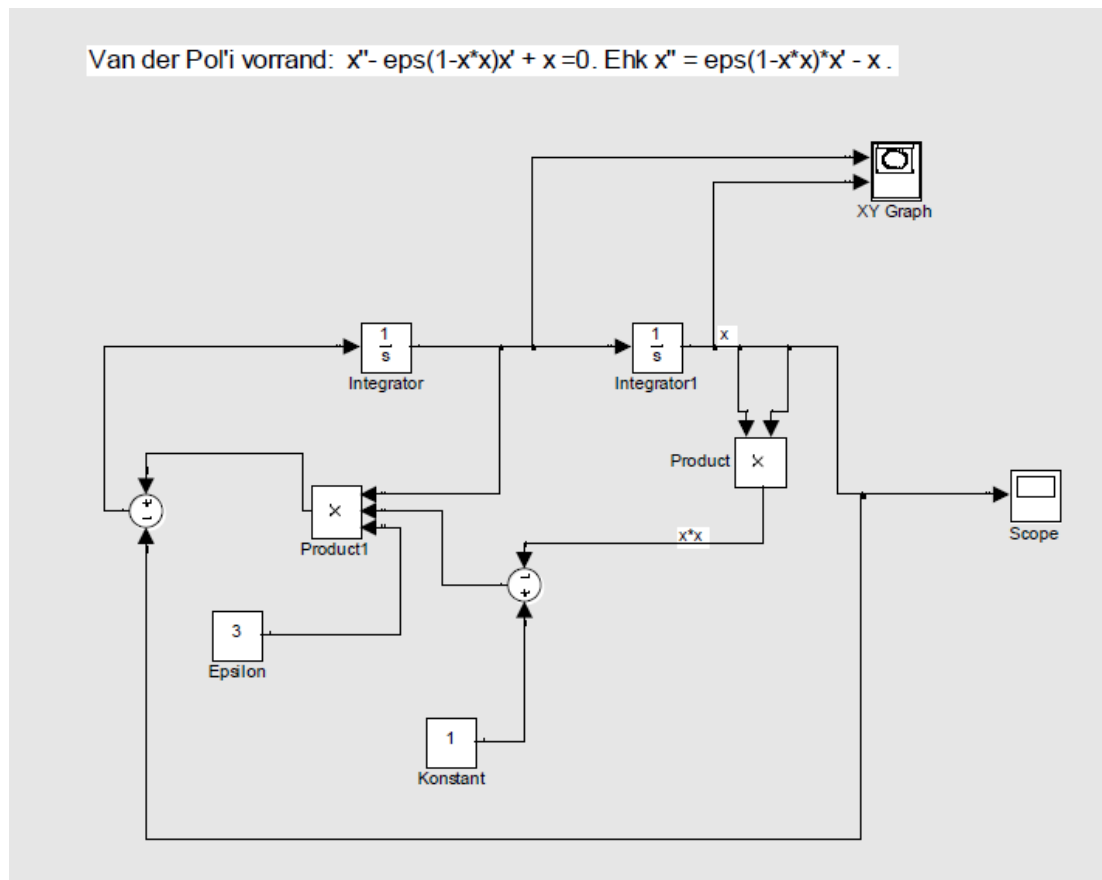 Van der Pol'i vorrand: x''- eps(1-x*x)x' + x =0. Ehk x'' = eps(1-x*x)*x' - x .
XY Graph
1
s
Integrator
1
s
Integrator1
x
Product
×
+
−
×
Product1
x*x
Scope
−
+
3
Epsilon
1
Konstant